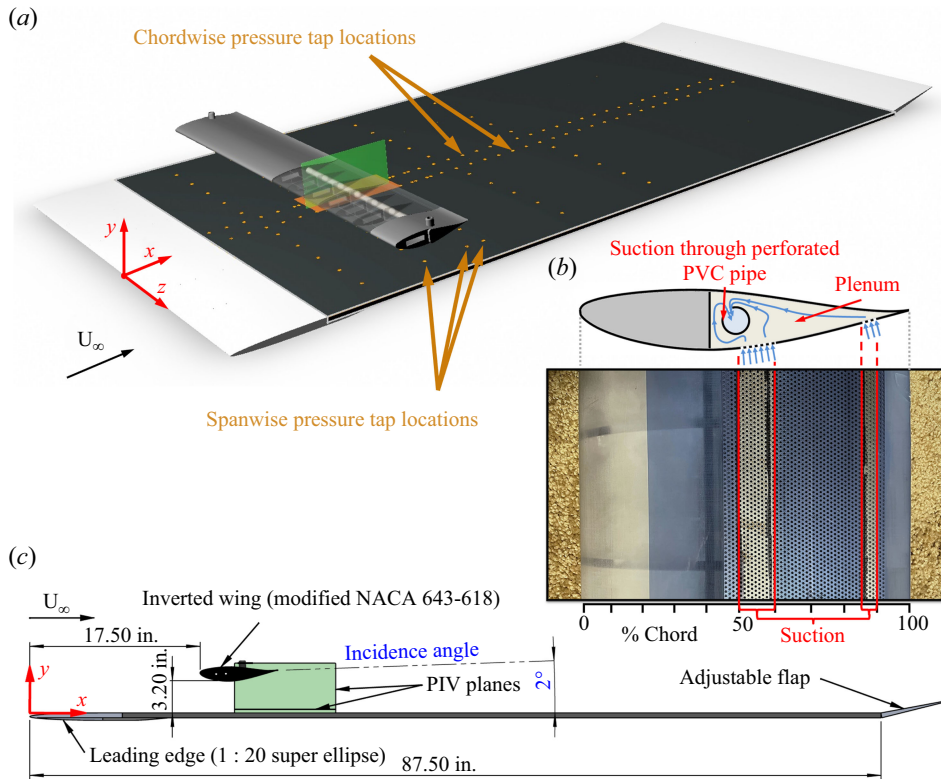 (a)
Chordwise pressure tap locations
y
x
z
U∞
Spanwise pressure tap locations
(b)
Suction through perforated
PVC pipe
Plenum
0
% Chord
50
Suction
100
(c)
U∞
Inverted wing (modified NACA 643-618)
17.50 in.
Incidence angle
3.20 in.
PIV planes
2°
Adjustable flap
y
x
Leading edge (1 : 20 super ellipse)
87.50 in.